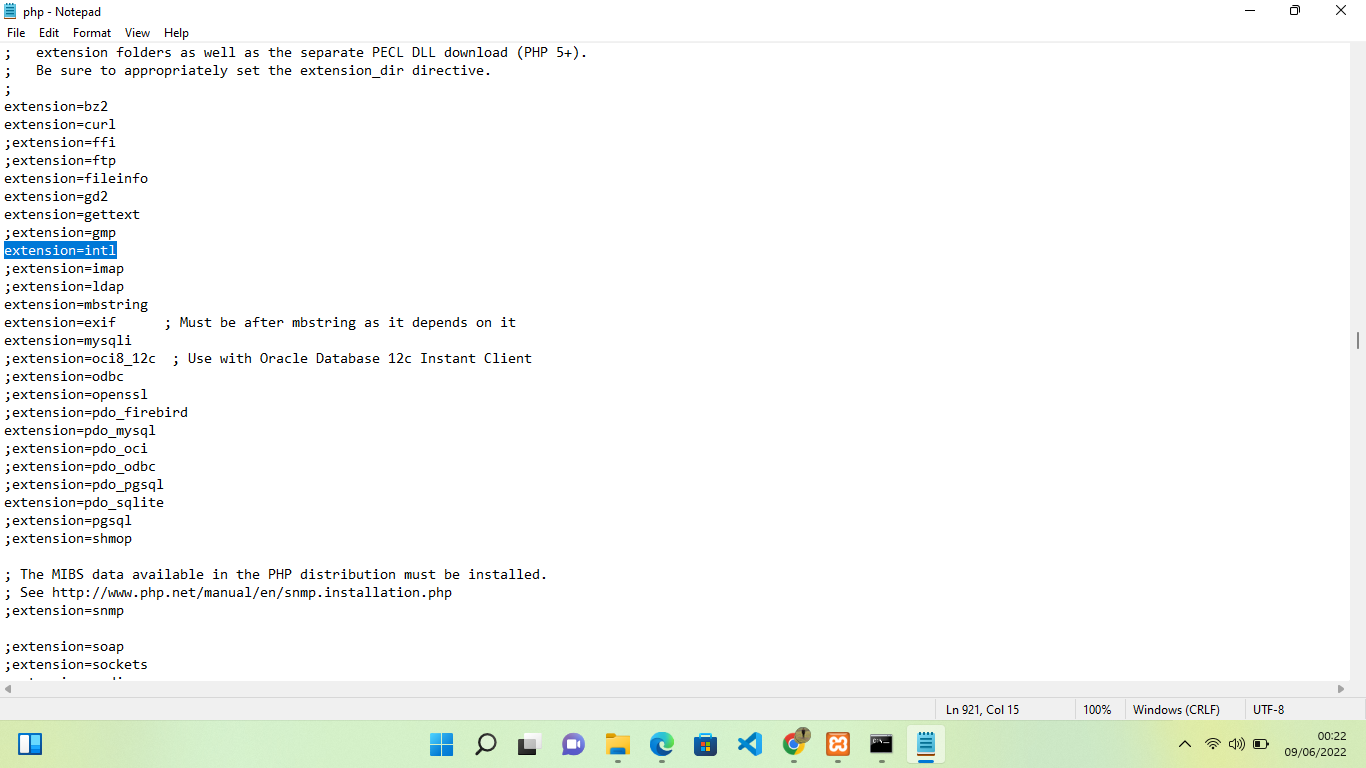 php - Notepad
File Edit Format View Help
;   extension folders as well as the separate PECL DLL download (PHP 5+).
;   Be sure to appropriately set the extension_dir directive.
;
extension=bz2
extension=curl
;extension=ffi
;extension=ftp
extension=fileinfo
extension=gd2
extension=gettext
;extension=gmp
extension=intl
;extension=imap
;extension=ldap
extension=mbstring
extension=exif      ; Must be after mbstring as it depends on it
extension=mysqli
;extension=oci8_12c  ; Use with Oracle Database 12c Instant Client
;extension=odbc
;extension=openssl
;extension=pdo_firebird
extension=pdo_mysql
;extension=pdo_oci
;extension=pdo_odbc
;extension=pdo_pgsql
extension=pdo_sqlite
;extension=pgsql
;extension=shmop
; The MIBS data available in the PHP distribution must be installed.
; See http://www.php.net/manual/en/snmp.installation.php
;extension=snmp
;extension=soap
;extension=sockets
Ln 921, Col 15 100% Windows (CRLF) UTF-8
00:22
09/06/2022